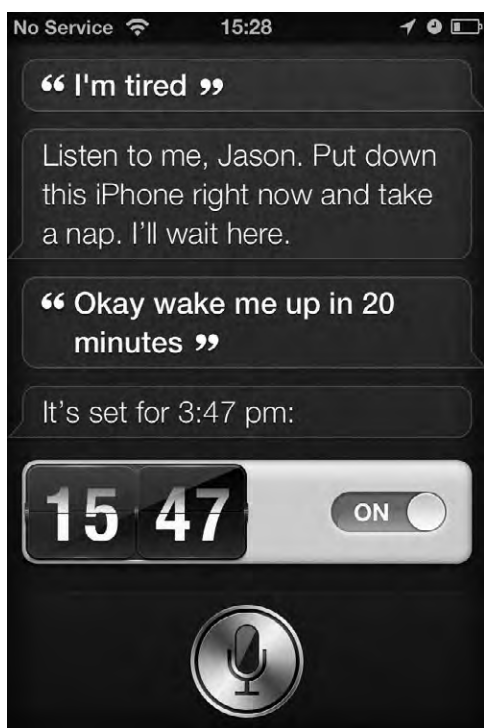 No Service 15:28
“ I'm tired ”
Listen to me, Jason. Put down
this iPhone right now and take
a nap. I’ll wait here.
“ Okay wake me up in 20
minutes ”
It’s set for 3:47 pm:
15 47 ON